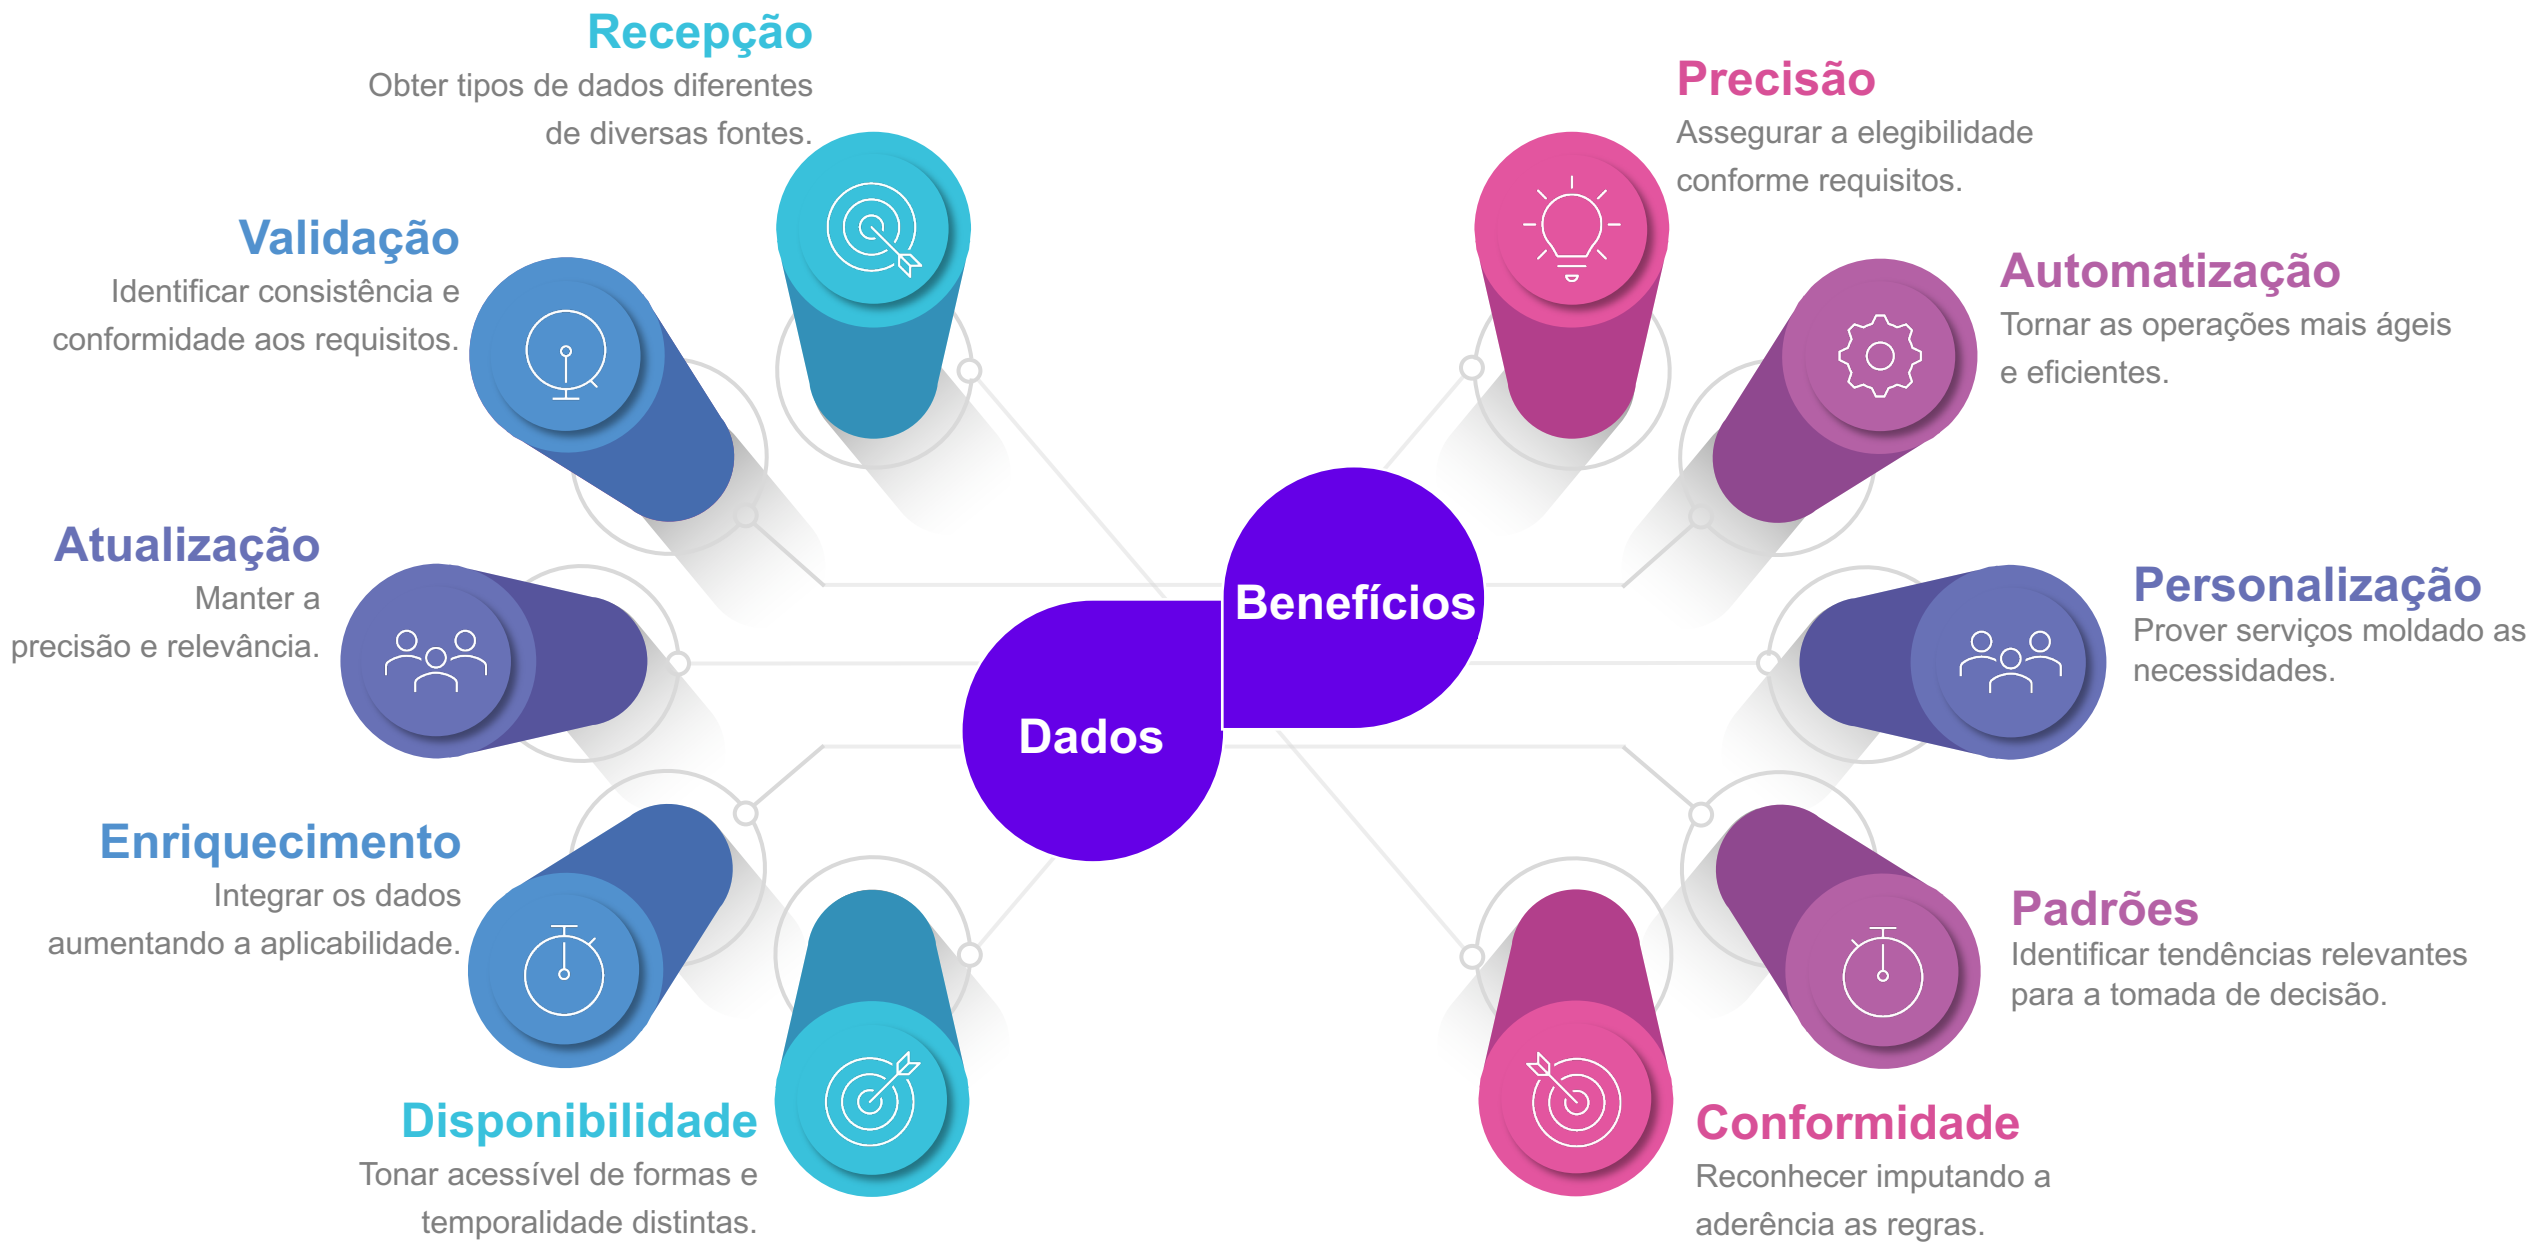 Recepção
Obter tipos de dados diferentes
de diversas fontes.
Validação
Identificar consistência e
conformidade aos requisitos.
Atualização
Manter a
precisão e relevância.
Enriquecimento
Integrar os dados
aumentando a aplicabilidade.
Disponibilidade
Tonar acessível de formas e
temporalidade distintas.
Dados
Benefícios
Precisão
Assegurar a elegibilidade
conforme requisitos.
Automatização
Tornar as operações mais ágeis
e eficientes.
Personalização
Prover serviços moldado as
necessidades.
Padrões
Identificar tendências relevantes
para a tomada de decisão.
Conformidade
Reconhecer imputando a
aderência as regras.